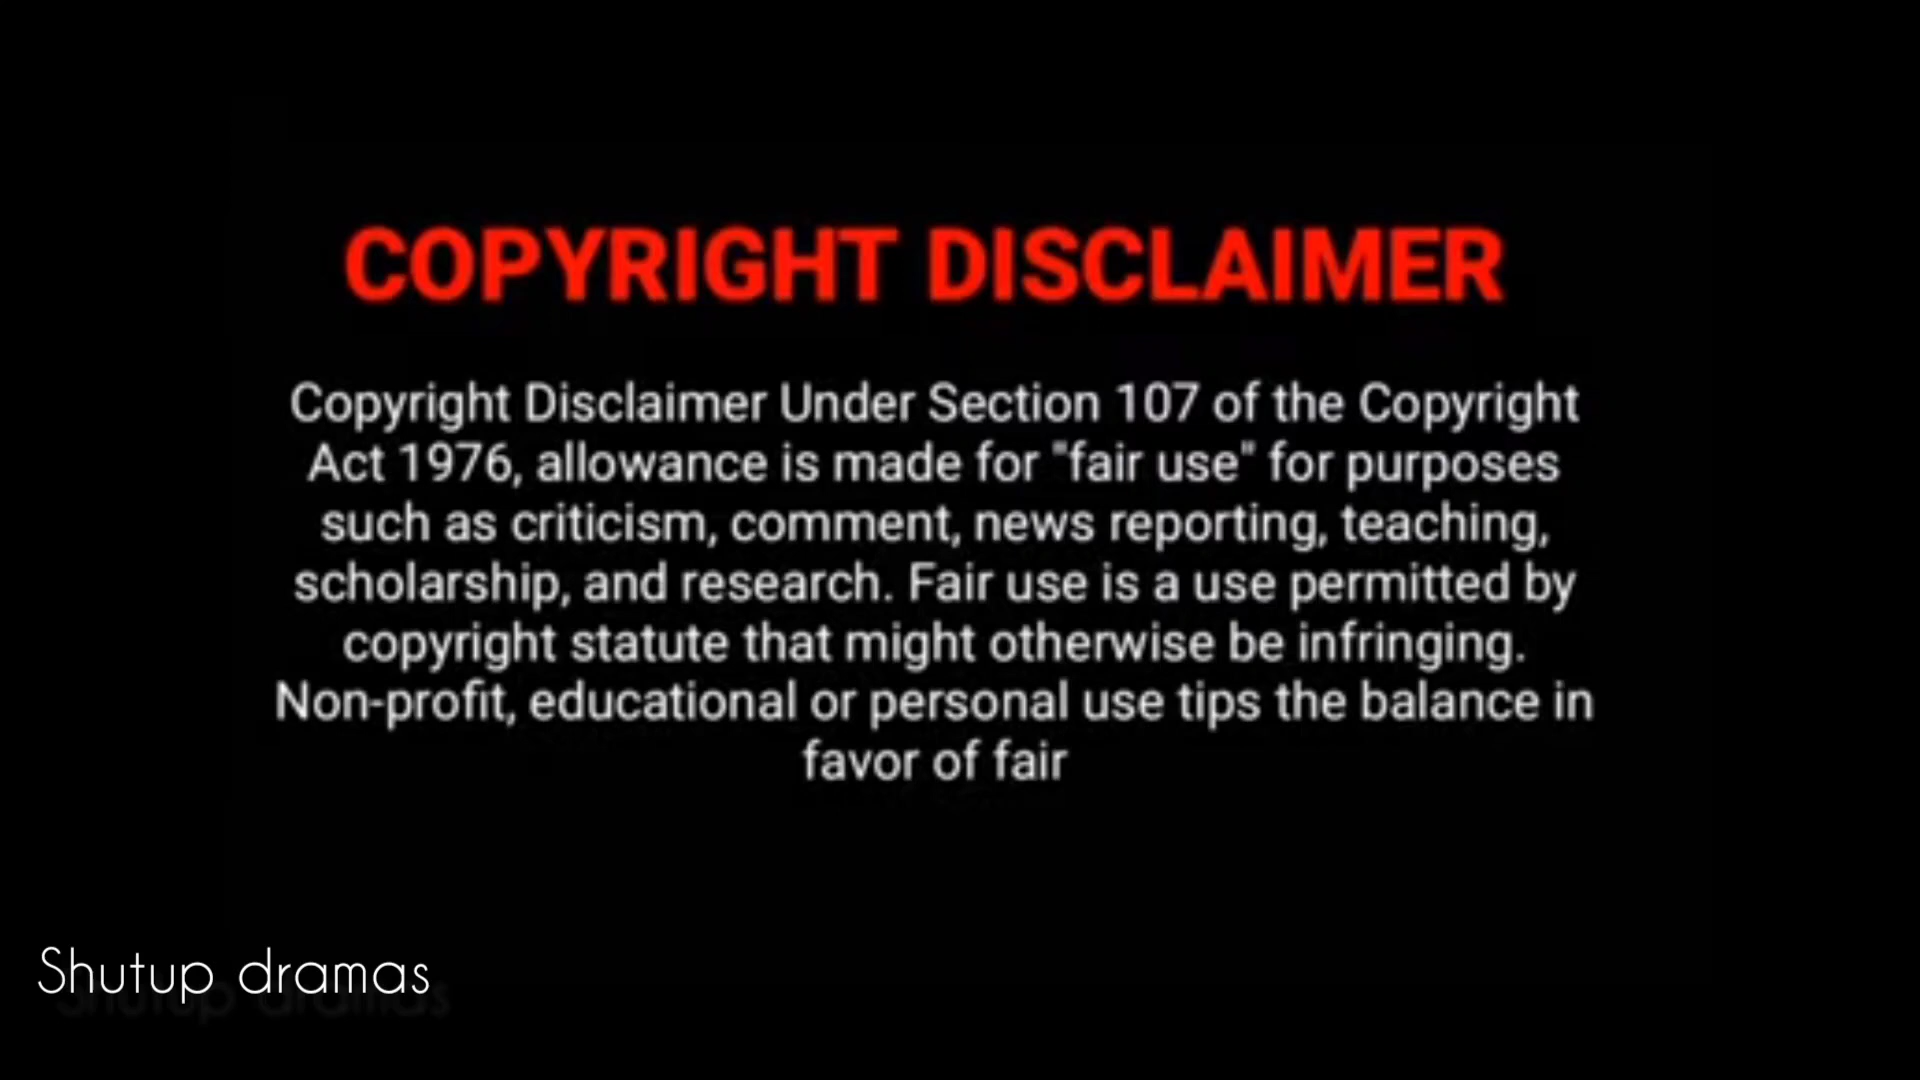 COPYRIGHT DISCLAIMER
Copyright Disclaimer Under Section 107 of the Copyright
Act 1976, allowance is made for "fair use" for purposes
such as criticism, comment, news reporting, teaching,
scholarship, and research. Fair use is a use permitted by
copyright statute that might otherwise be infringing.
Non-profit, educational or personal use tips the balance in
favor of fair
Shutup dramas